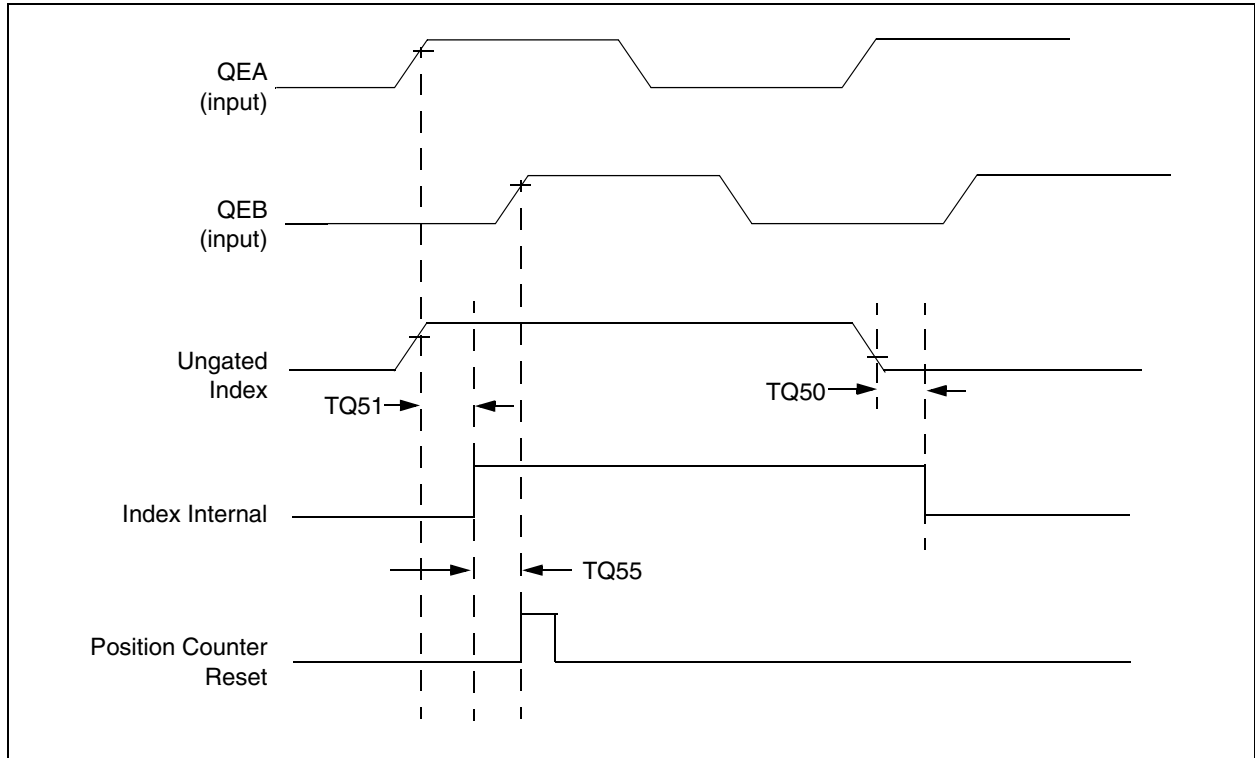 QEA
(input)
QEB
(input)
Ungated
Index
TQ51
TQ50
Index Internal
TQ55
Position Counter
Reset